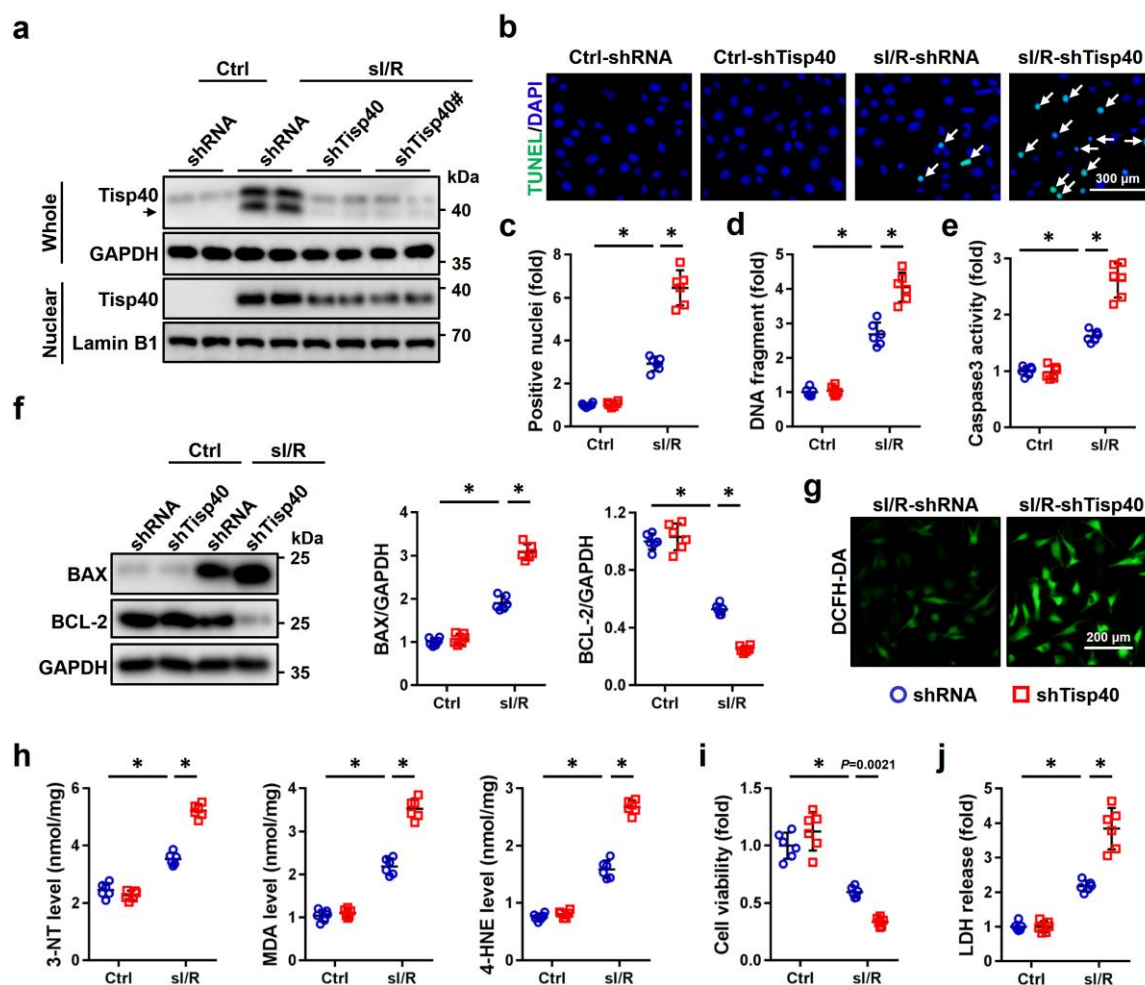 a
Ctrl
sI/R
shRNA
shRNA
shTisp40
shTisp40#
kDa
Whole
Tisp40
40
GAPDH
35
Nuclear
Tisp40
40
Lamin B1
70
b
Ctrl-shRNA
Ctrl-shTisp40
sI/R-shRNA
sI/R-shTisp40
TUNEL/DAPI
300 µm
c
Positive nuclei (fold)
8
6
4
2
0
* *
Ctrl
sI/R
d
DNA fragment (fold)
5
4
3
2
1
0
* *
Ctrl
sI/R
e
Caspase3 activity (fold)
4
3
2
1
0
* *
Ctrl
sI/R
f
Ctrl
sI/R
shRNA
shTisp40
shRNA
shTisp40
kDa
25
BAX
BCL-2
25
GAPDH
35
BAX/GAPDH
4
3
2
1
0
* *
Ctrl
sI/R
BCL-2/GAPDH
1.2
0.8
0.4
0.0
* *
Ctrl
sI/R
g
sI/R-shRNA
sI/R-shTisp40
DCFH-DA
200 µm
shRNA
shTisp40
h
3-NT level (nmol/mg)
6
4
2
0
* *
Ctrl
sI/R
MDA level (nmol/mg)
4
3
2
1
0
* *
Ctrl
sI/R
4-HNE level (nmol/mg)
3
2
1
0
* *
Ctrl
sI/R
i
Cell viability (fold)
1.5
1.0
0.5
0.0
* P=0.0021
Ctrl
sI/R
j
LDH release (fold)
6
4
2
0
* *
Ctrl
sI/R